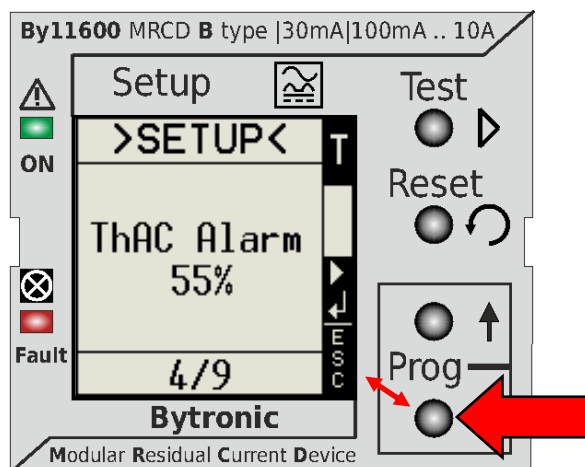 By11600 MRCD B type |30mA|100mA .. 10A
Setup
Test
ON
>SETUP<
T
Reset
ThAC Alarm
55%
ESC
Fault
4/9
Prog
Bytronic
Modular Residual Current Device